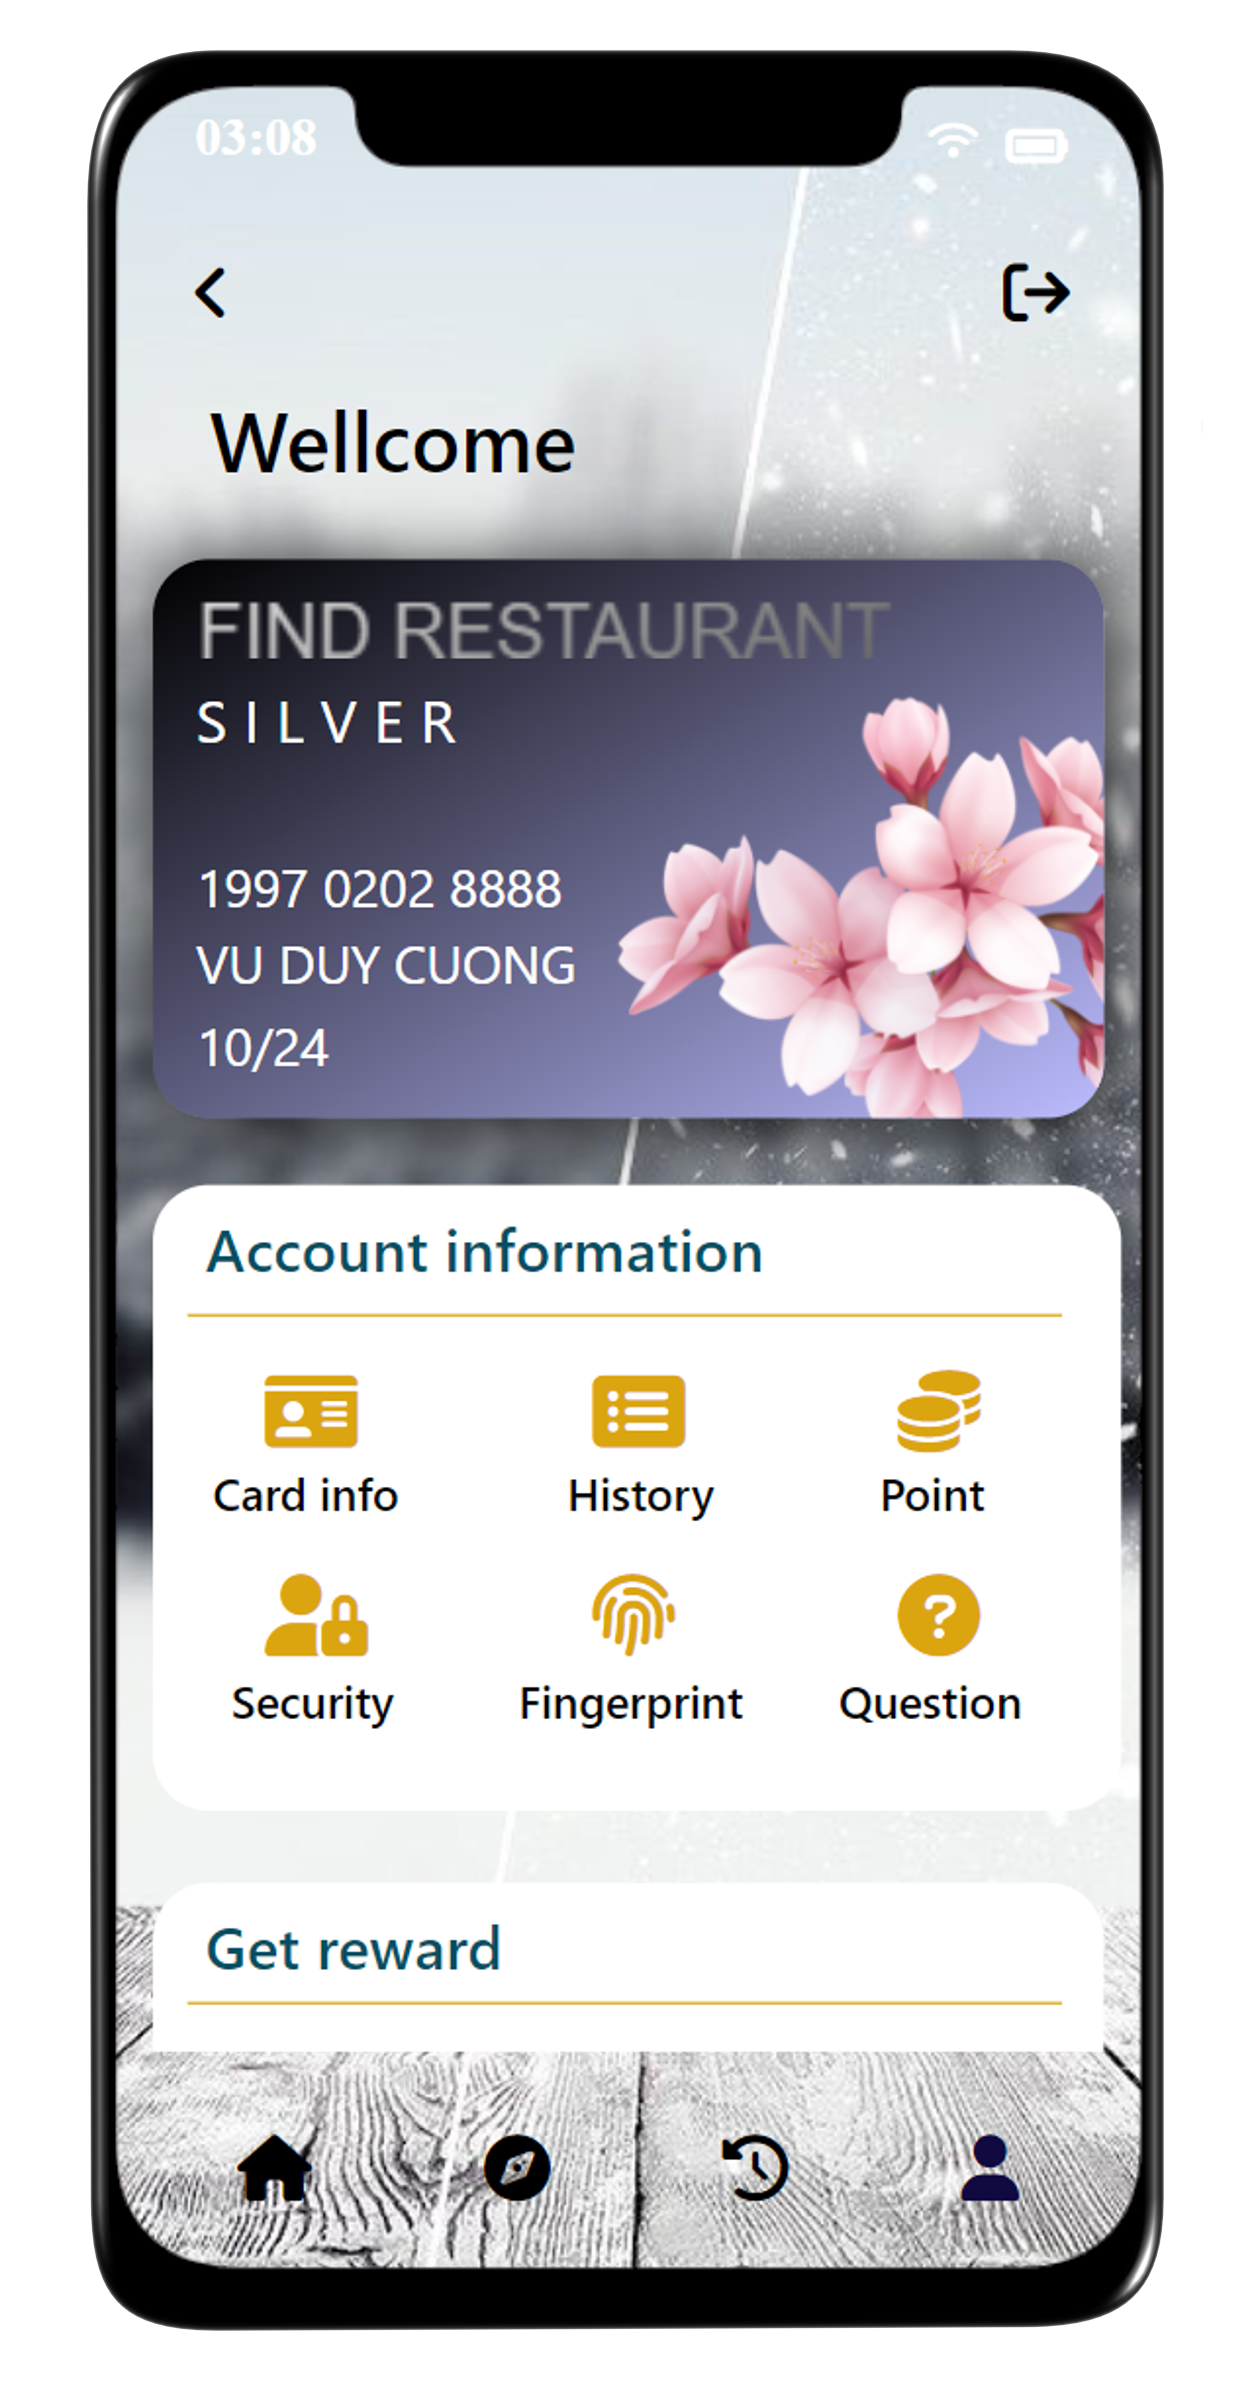 03:08
Wellcome
FIND RESTAURANT
SILVER
1997 0202 8888
VU DUY CUONG
10/24
Account information
Card info
History
Point
Security
Fingerprint
Question
Get reward